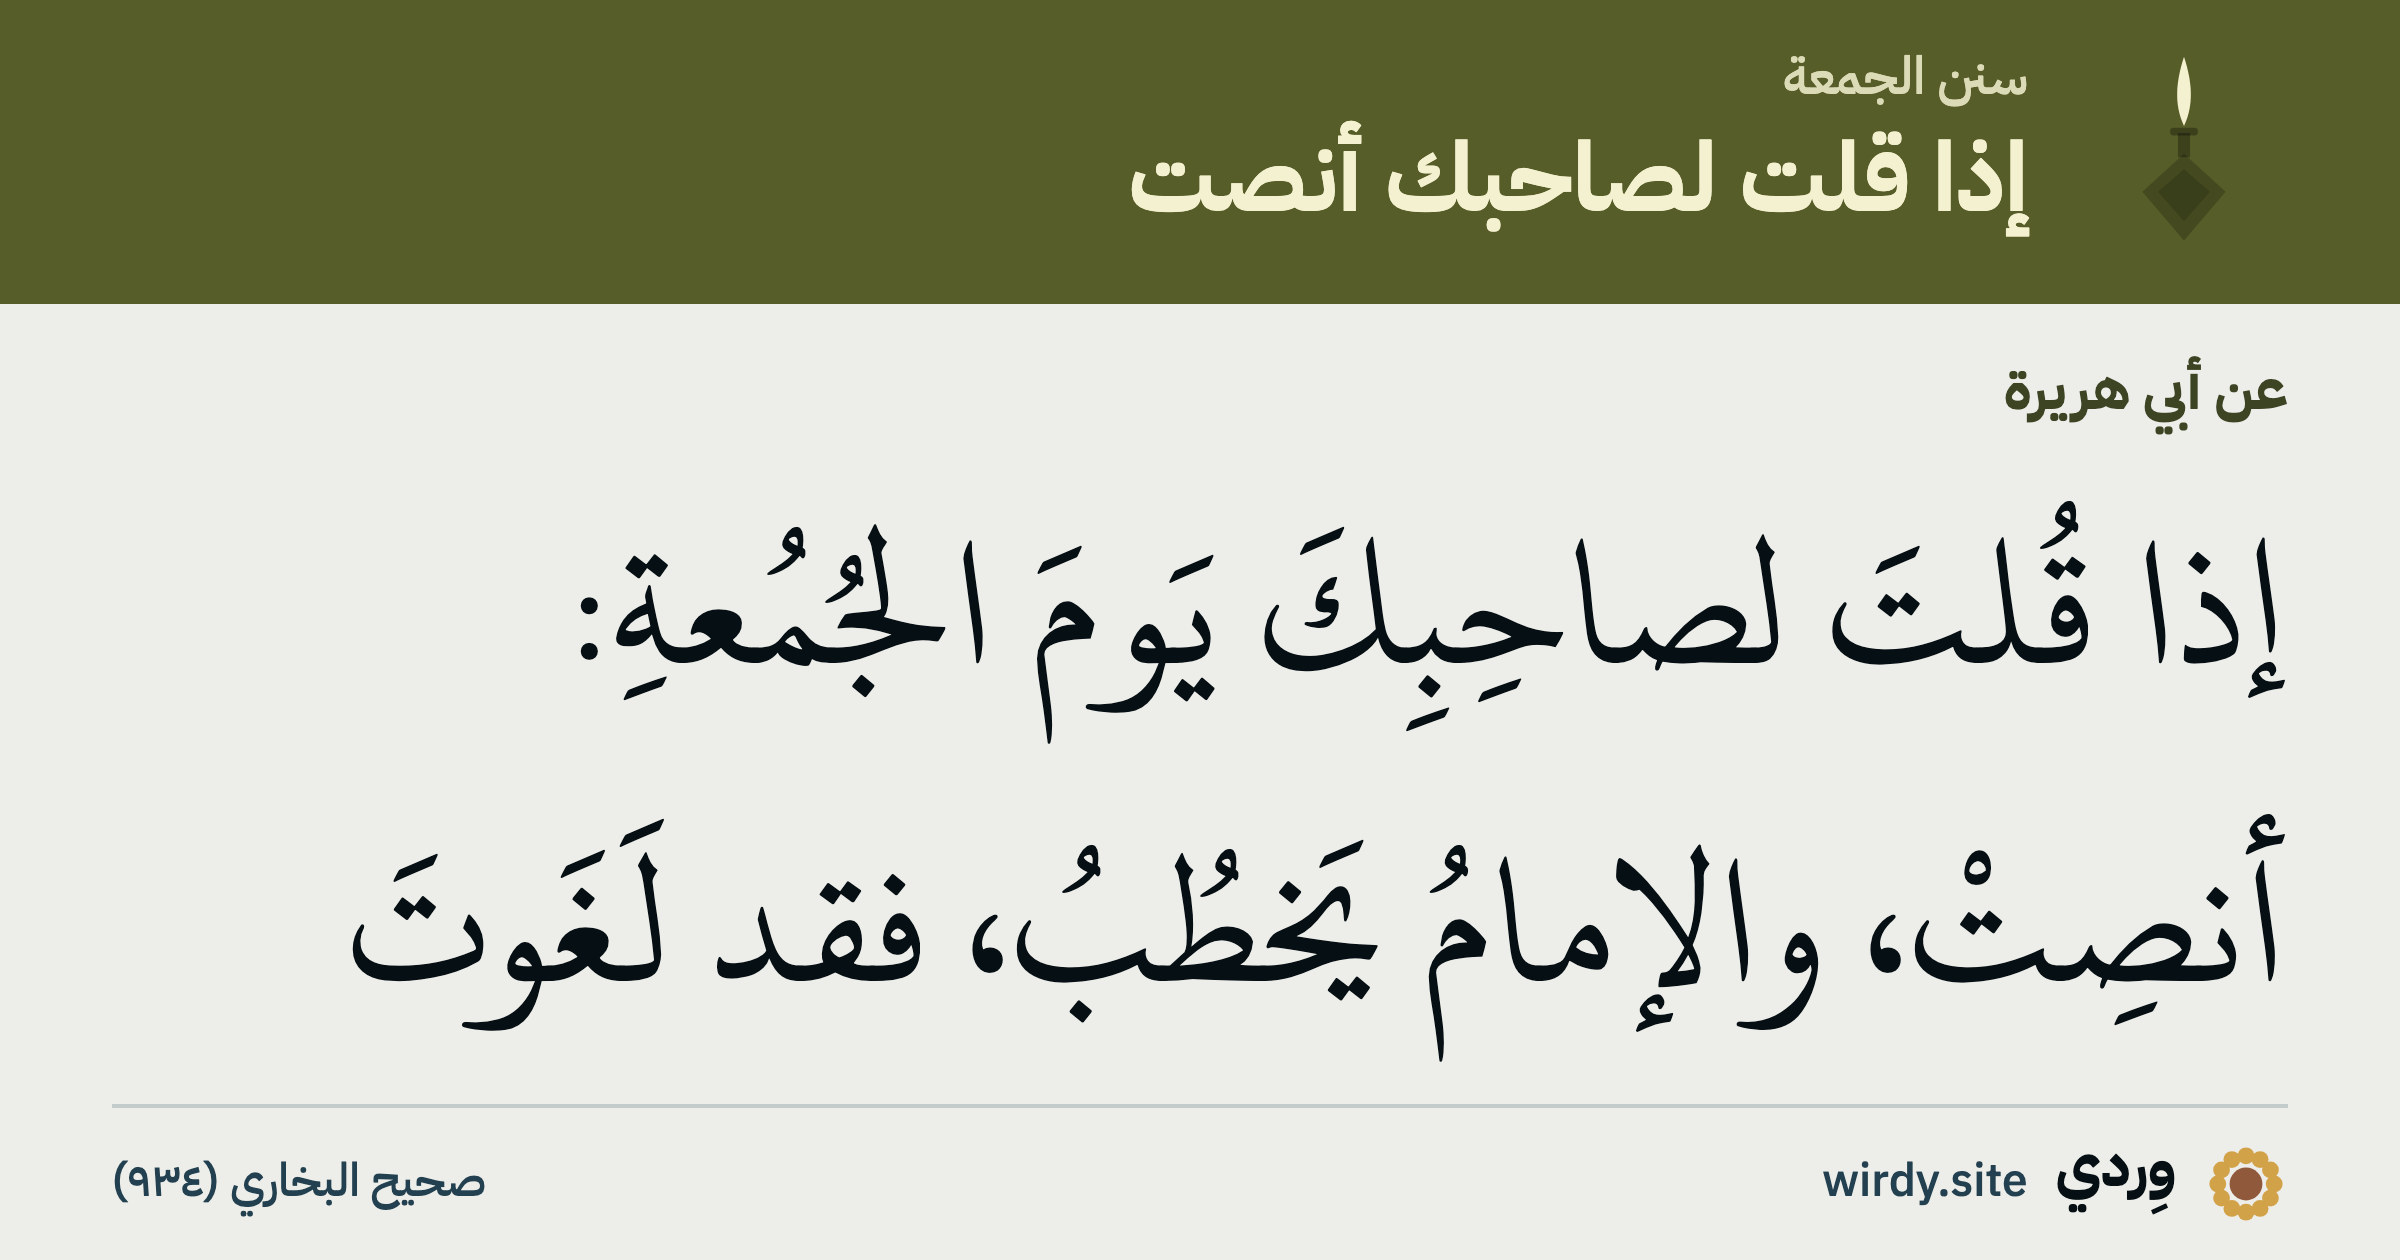 سنن الجمعة
إذا قلت لصاحبك أنصت
عن أبي هريرة
إذا قُلتَ لصاحِبِكَ يَومَ الجُمُعةِ:
أنصِتْ، والإمامُ يَخطُبُ، فقد لَغَوتَ
وِردي wirdy.site
صحيح البخاري (٩٣٤)